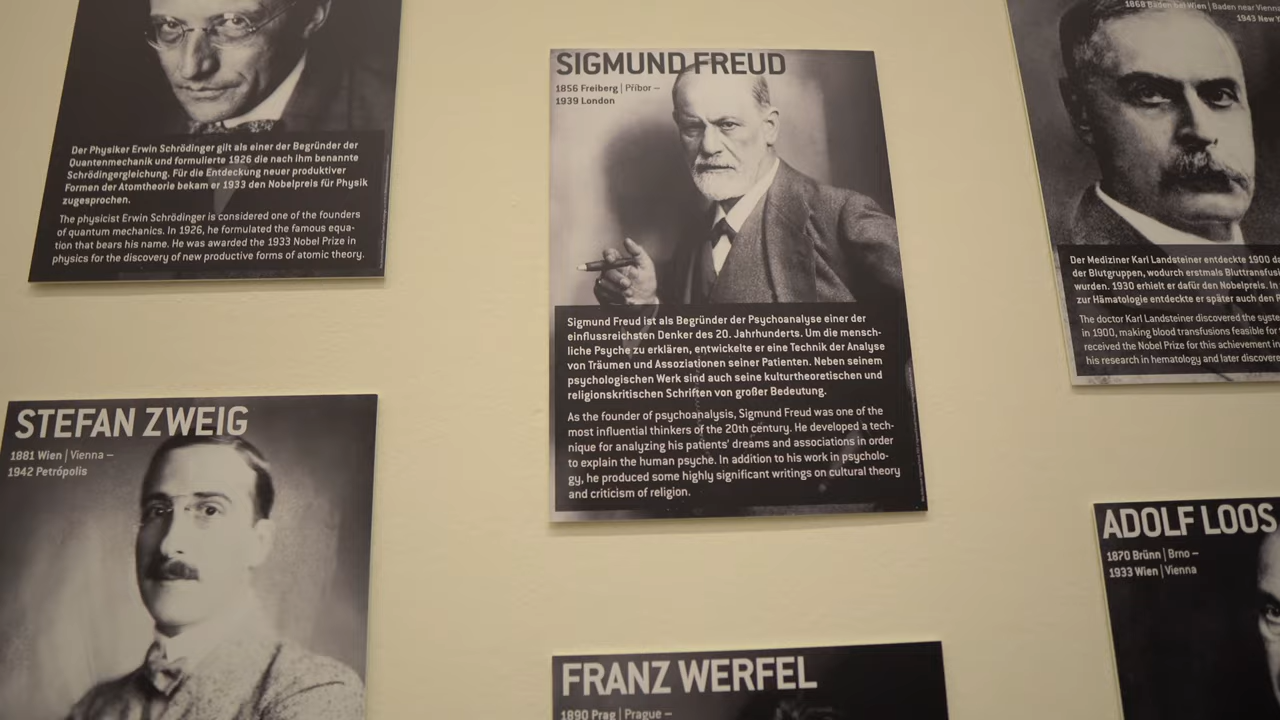 Der Physiker Erwin Schrödinger gilt als einer der Begründer der
Quantenmechanik und formulierte 1926 die nach ihm benannte
Schrödingergleichung. Für die Entdeckung neuer produktiver
Formen der Atomtheorie bekam er 1933 den Nobelpreis für Physik
zugesprochen.
The physicist Erwin Schrödinger is considered one of the founders
of quantum mechanics. In 1926, he formulated the famous equa-
tion that bears his name. He was awarded the 1933 Nobel Prize in
physics for the discovery of new productive forms of atomic theory.
SIGMUND FREUD
1856 Freiberg | Příbor –
1939 London
Sigmund Freud ist als Begründer der Psychoanalyse einer der
einflussreichsten Denker des 20. Jahrhunderts. Um die mensch-
liche Psyche zu erklären, entwickelte er eine Technik der Analyse
von Träumen und Assoziationen seiner Patienten. Neben seinem
psychologischen Werk sind auch seine kulturtheoretischen und
religionskritischen Schriften von großer Bedeutung.
As the founder of psychoanalysis, Sigmund Freud was one of the
most influential thinkers of the 20th century. He developed a tech-
nique for analyzing his patients' dreams and associations in order
to explain the human psyche. In addition to his work in psycholo-
gy, he produced some highly significant writings on cultural theory
and criticism of religion.
1868 Baden bei Wien | Baden near Vienna
1943 New
Der Mediziner Karl Landsteiner entdeckte 1900
der Blutgruppen, wodurch erstmals
wurden. 1930 erhielt er dafür den Nobelpreis. In
zur Hämatologie entdeckte er später auch den
The doctor Karl Landsteiner discovered the
in 1900, making blood transfusions feasible for
received the Nobel Prize for this achievement in
his research in hematology and later
STEFAN ZWEIG
1881 Wien | Vienna –
1942 Petrópolis
FRANZ WERFEL
1890 Prag | Prague –
ADOLF LOOS
1870 Brünn | Brno –
1933 Wien | Vienna